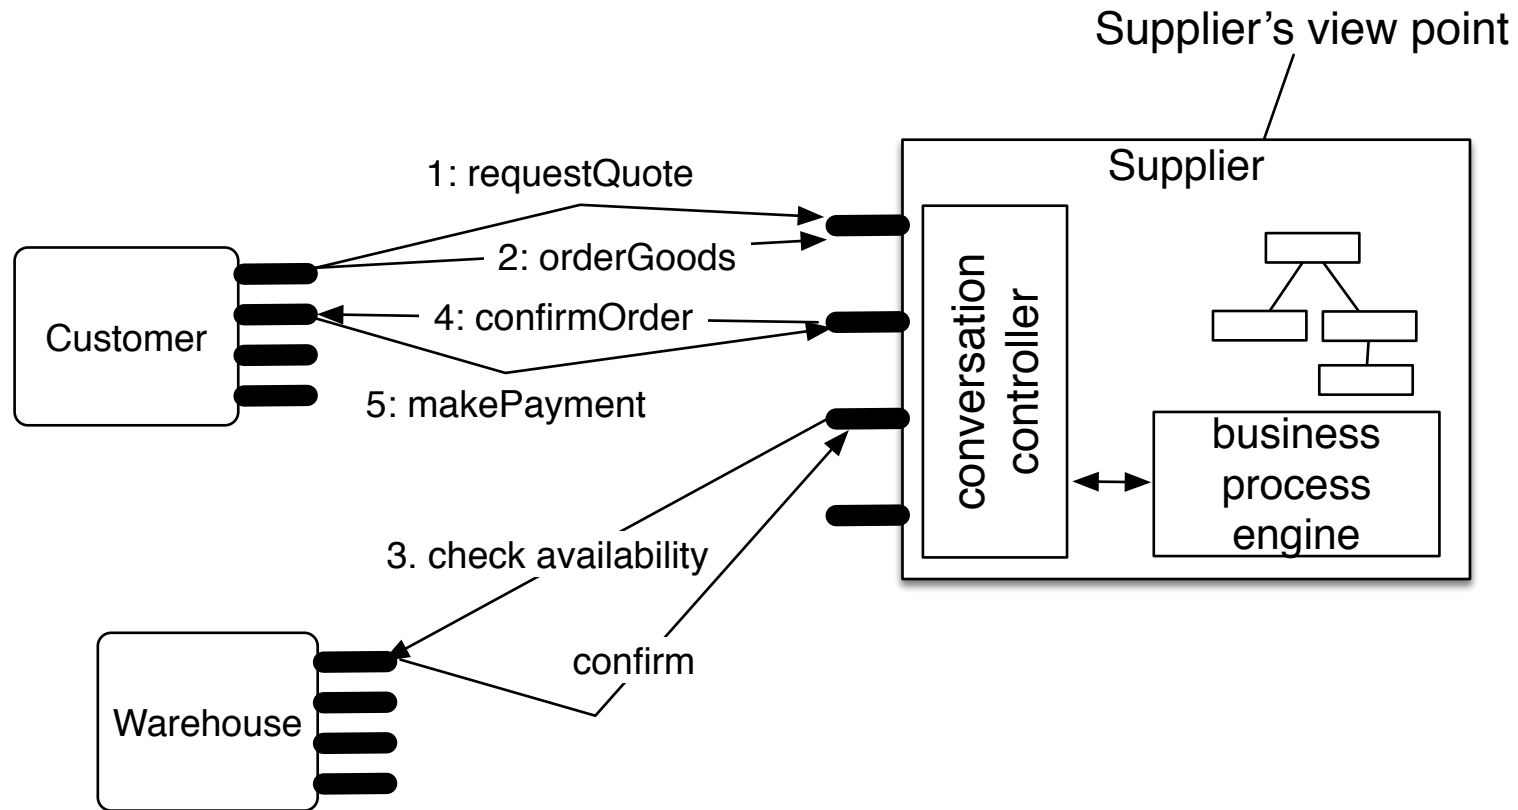 Supplier’s view point
Supplier
1: requestQuote
2: orderGoods
Customer
4: confirmOrder
5: makePayment
conversation
controller
business
process
engine
3. check availability
confirm
Warehouse